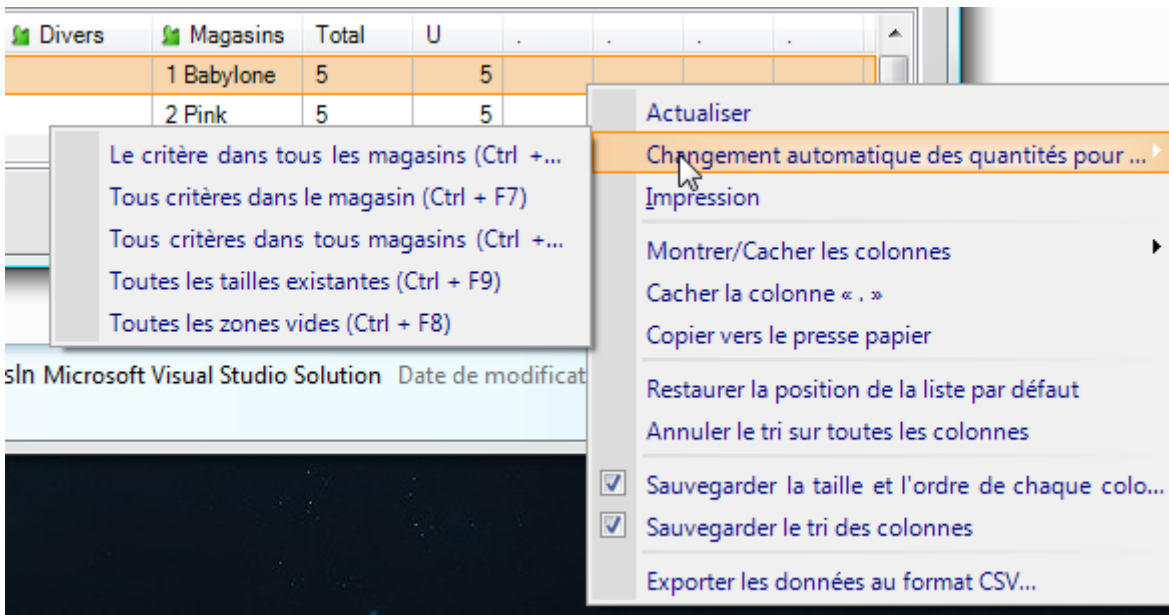 Divers Magasins Total U . . . .
1 Babylone 5 5
2 Pink 5 5
Le critère dans tous les magasins (Ctrl +...
Tous critères dans le magasin (Ctrl + F7)
Tous critères dans tous magasins (Ctrl +...
Toutes les tailles existantes (Ctrl + F9)
Toutes les zones vides (Ctrl + F8)
Actualiser
Changement automatique des quantités pour ...
Impression
Montrer/Cacher les colonnes
Cacher la colonne « . »
Copier vers le presse papier
Restaurer la position de la liste par défaut
Annuler le tri sur toutes les colonnes
Sauvegarder la taille et l'ordre de chaque colo...
Sauvegarder le tri des colonnes
Exporter les données au format CSV...
sln Microsoft Visual Studio Solution Date de modificat